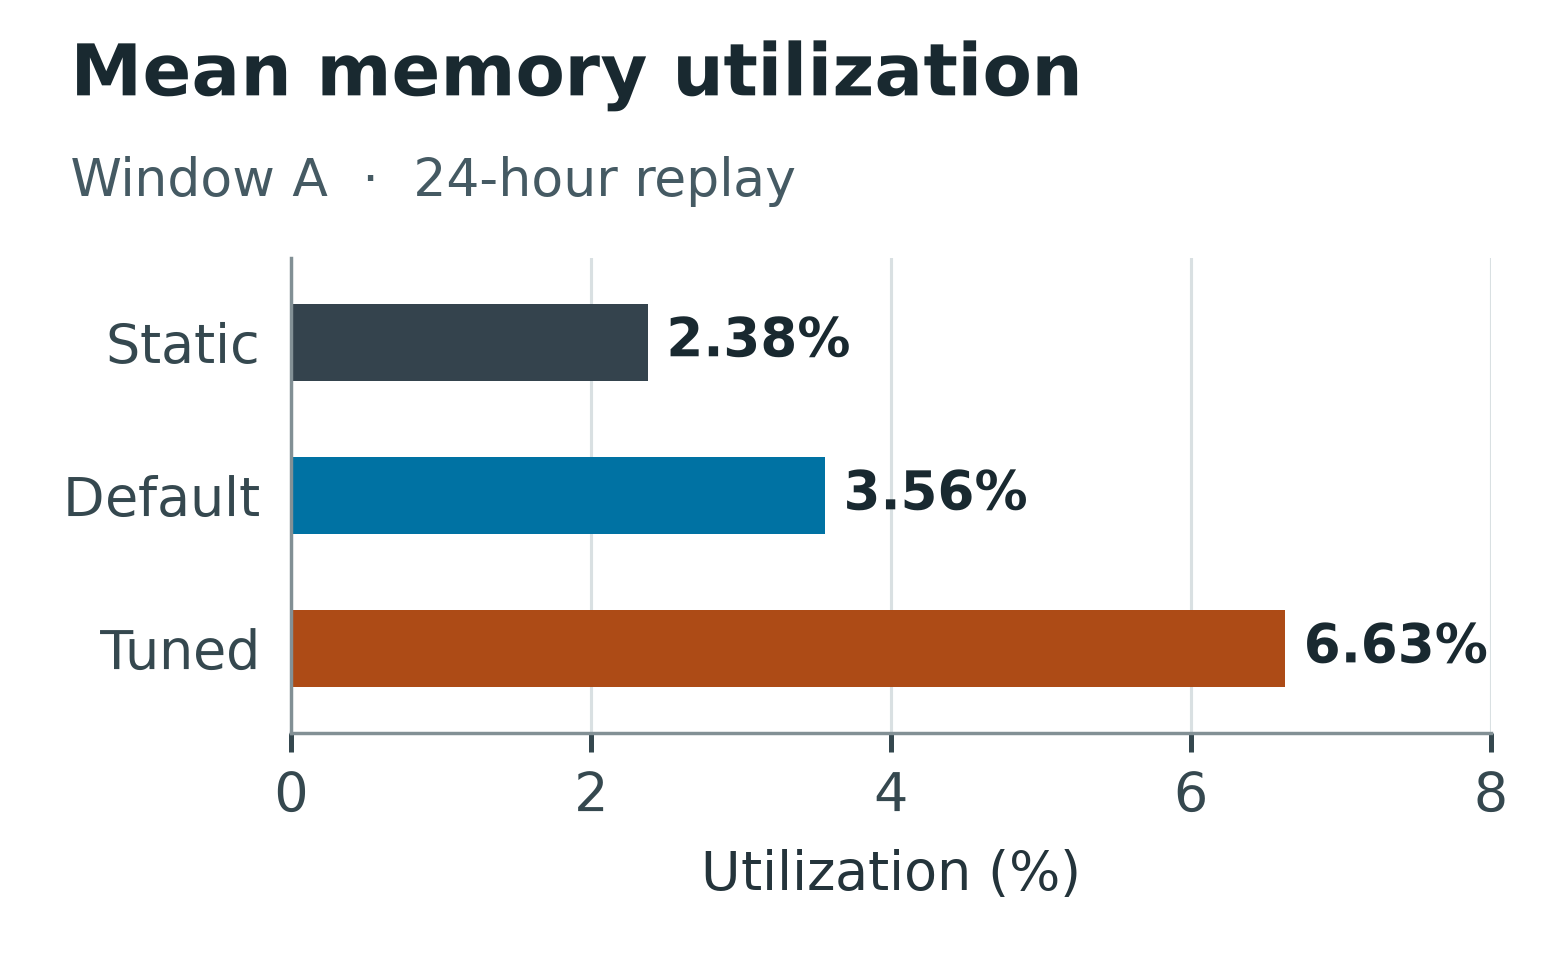 Mean memory utilization
Window A · 24-hour replay
Static 2.38%
Default 3.56%
Tuned 6.63%
0 2 4 6 8
Utilization (%)